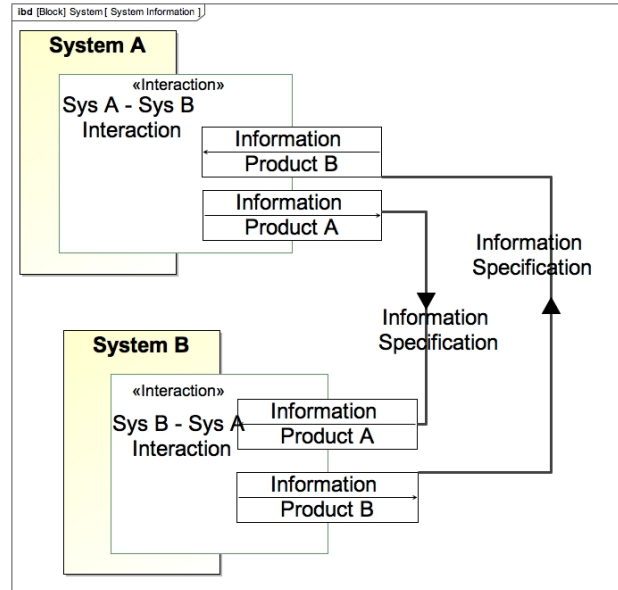 ibd [Block] System [ System Information ]
System A
«Interaction»
Sys A - Sys B
Interaction
Information
Product B
Information
Product A
Information
Specification
Information
Specification
System B
«Interaction»
Sys B - Sys A
Interaction
Information
Product A
Information
Product B